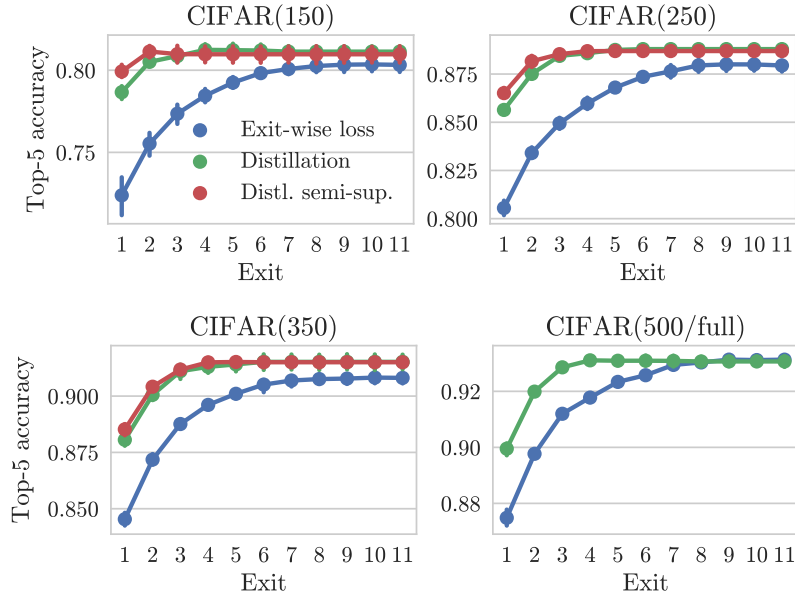 CIFAR(150)
Top-5 accuracy
0.80
0.75
Exit-wise loss
Distillation
Distl. semi-sup.
1 2 3 4 5 6 7 8 9 10 11
Exit
CIFAR(250)
0.875
0.850
0.825
0.800
1 2 3 4 5 6 7 8 9 10 11
Exit
CIFAR(350)
Top-5 accuracy
0.900
0.875
0.850
1 2 3 4 5 6 7 8 9 10 11
Exit
CIFAR(500/full)
0.92
0.90
0.88
1 2 3 4 5 6 7 8 9 10 11
Exit